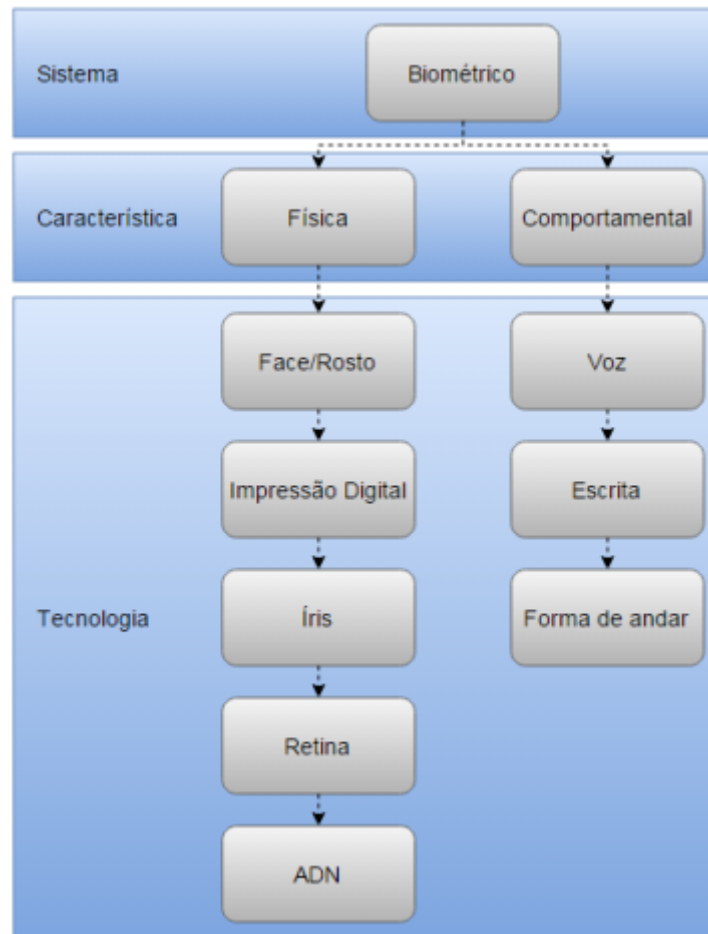 Sistema
Biométrico
Característica
Física
Comportamental
Face/Rosto
Voz
Impressão Digital
Escrita
Tecnologia
Íris
Forma de andar
Retina
ADN